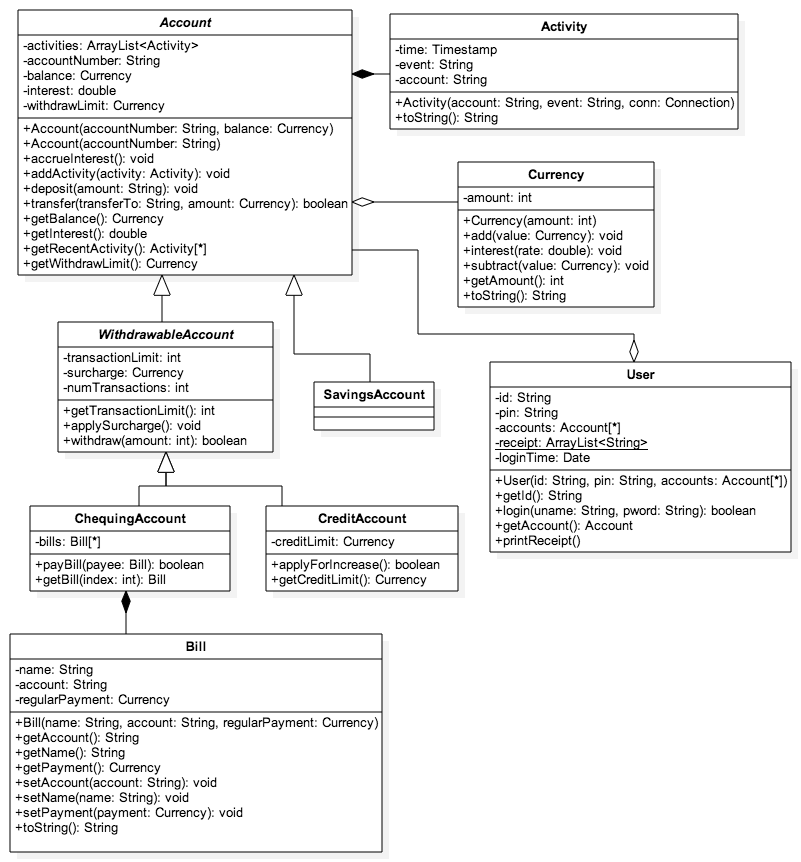 Account
-activities: ArrayList<Activity>
-accountNumber: String
-balance: Currency
-interest: double
-withdrawLimit: Currency
+Account(accountNumber: String, balance: Currency)
+Account(accountNumber: String)
+accrueInterest(): void
+addActivity(activity: Activity): void
+deposit(amount: String): void
+transfer(transferTo: String, amount: Currency): boolean
+getBalance(): Currency
+getInterest(): double
+getRecentActivity(): Activity[*]
+getWithdrawLimit(): Currency
Activity
-time: Timestamp
-event: String
-account: String
+Activity(account: String, event: String, conn: Connection)
+toString(): String
Currency
-amount: int
+Currency(amount: int)
+add(value: Currency): void
+interest(rate: double): void
+subtract(value: Currency): void
+getAmount(): int
+toString(): String
WithdrawableAccount
-transactionLimit: int
-surcharge: Currency
-numTransactions: int
+getTransactionLimit(): int
+applySurcharge(): void
+withdraw(amount: int): boolean
SavingsAccount
User
-id: String
-pin: String
-accounts: Account[*]
-receipt: ArrayList<String>
-loginTime: Date
+User(id: String, pin: String, accounts: Account[*])
+getId(): String
+login(uname: String, pword: String): boolean
+getAccount(): Account
+printReceipt()
ChequingAccount
-bills: Bill[*]
+payBill(payee: Bill): boolean
+getBill(index: int): Bill
CreditAccount
-creditLimit: Currency
+applyForIncrease(): boolean
+getCreditLimit(): Currency
Bill
-name: String
-account: String
-regularPayment: Currency
+Bill(name: String, account: String, regularPayment: Currency)
+getAccount(): String
+getName(): String
+getPayment(): Currency
+setAccount(account: String): void
+setName(name: String): void
+setPayment(payment: Currency): void
+toString(): String